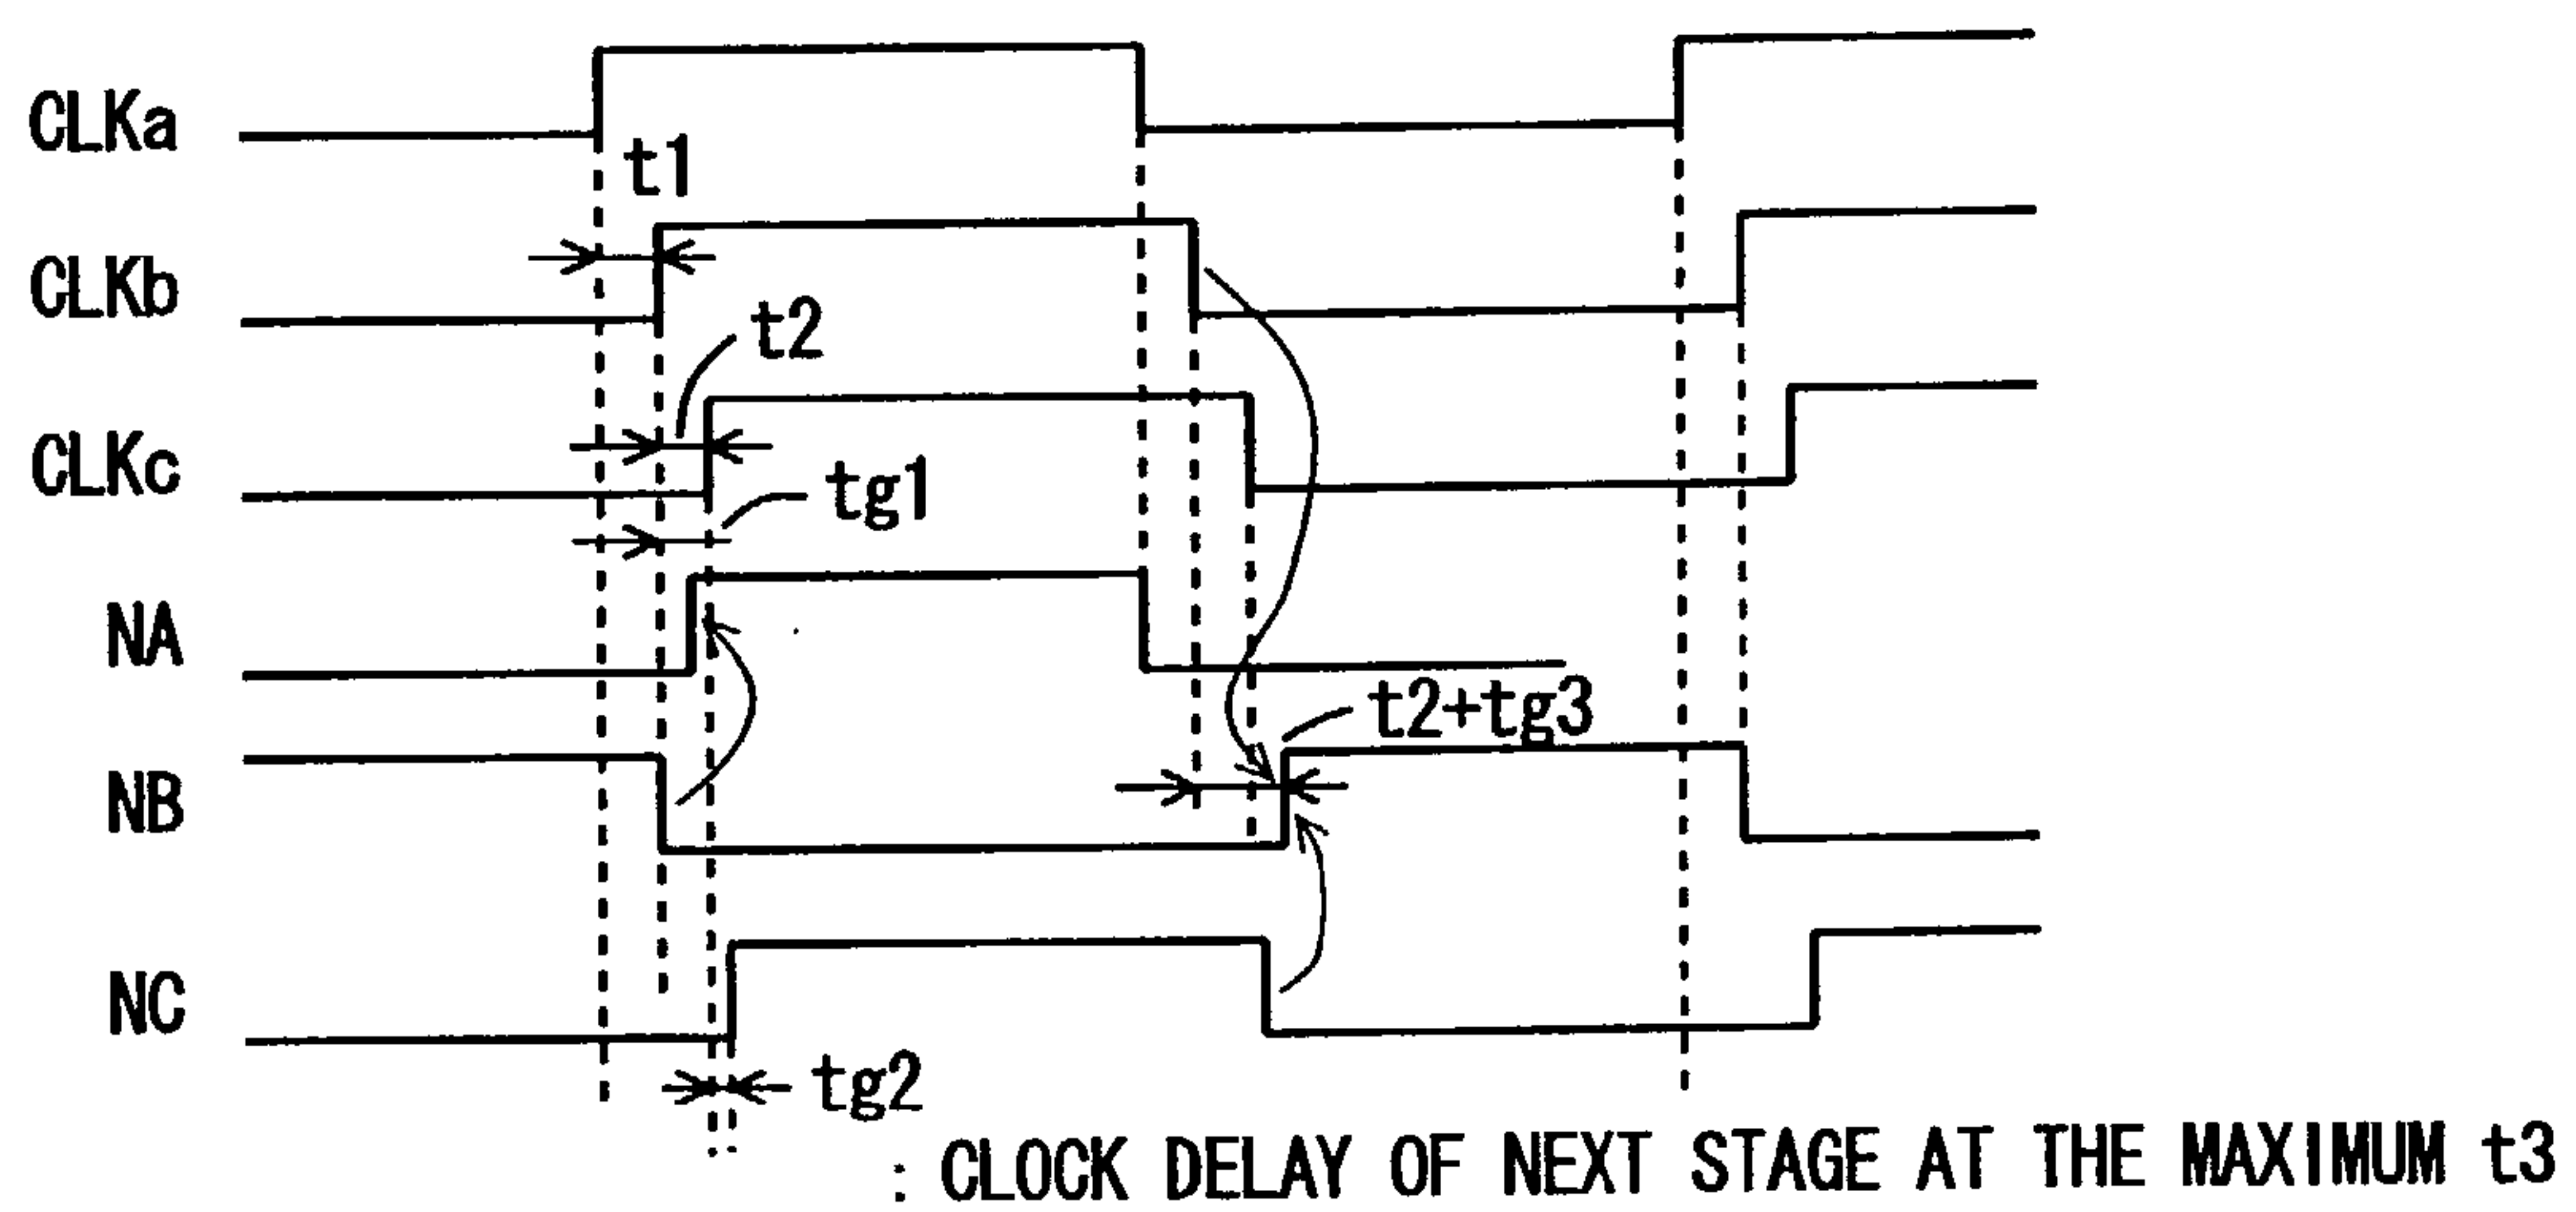 CLKa
t1
CLKb
t2
CLKc
tg1
NA
t2+tg3
NB
NC
tg2
: CLOCK DELAY OF NEXT STAGE AT THE MAXIMUM t3